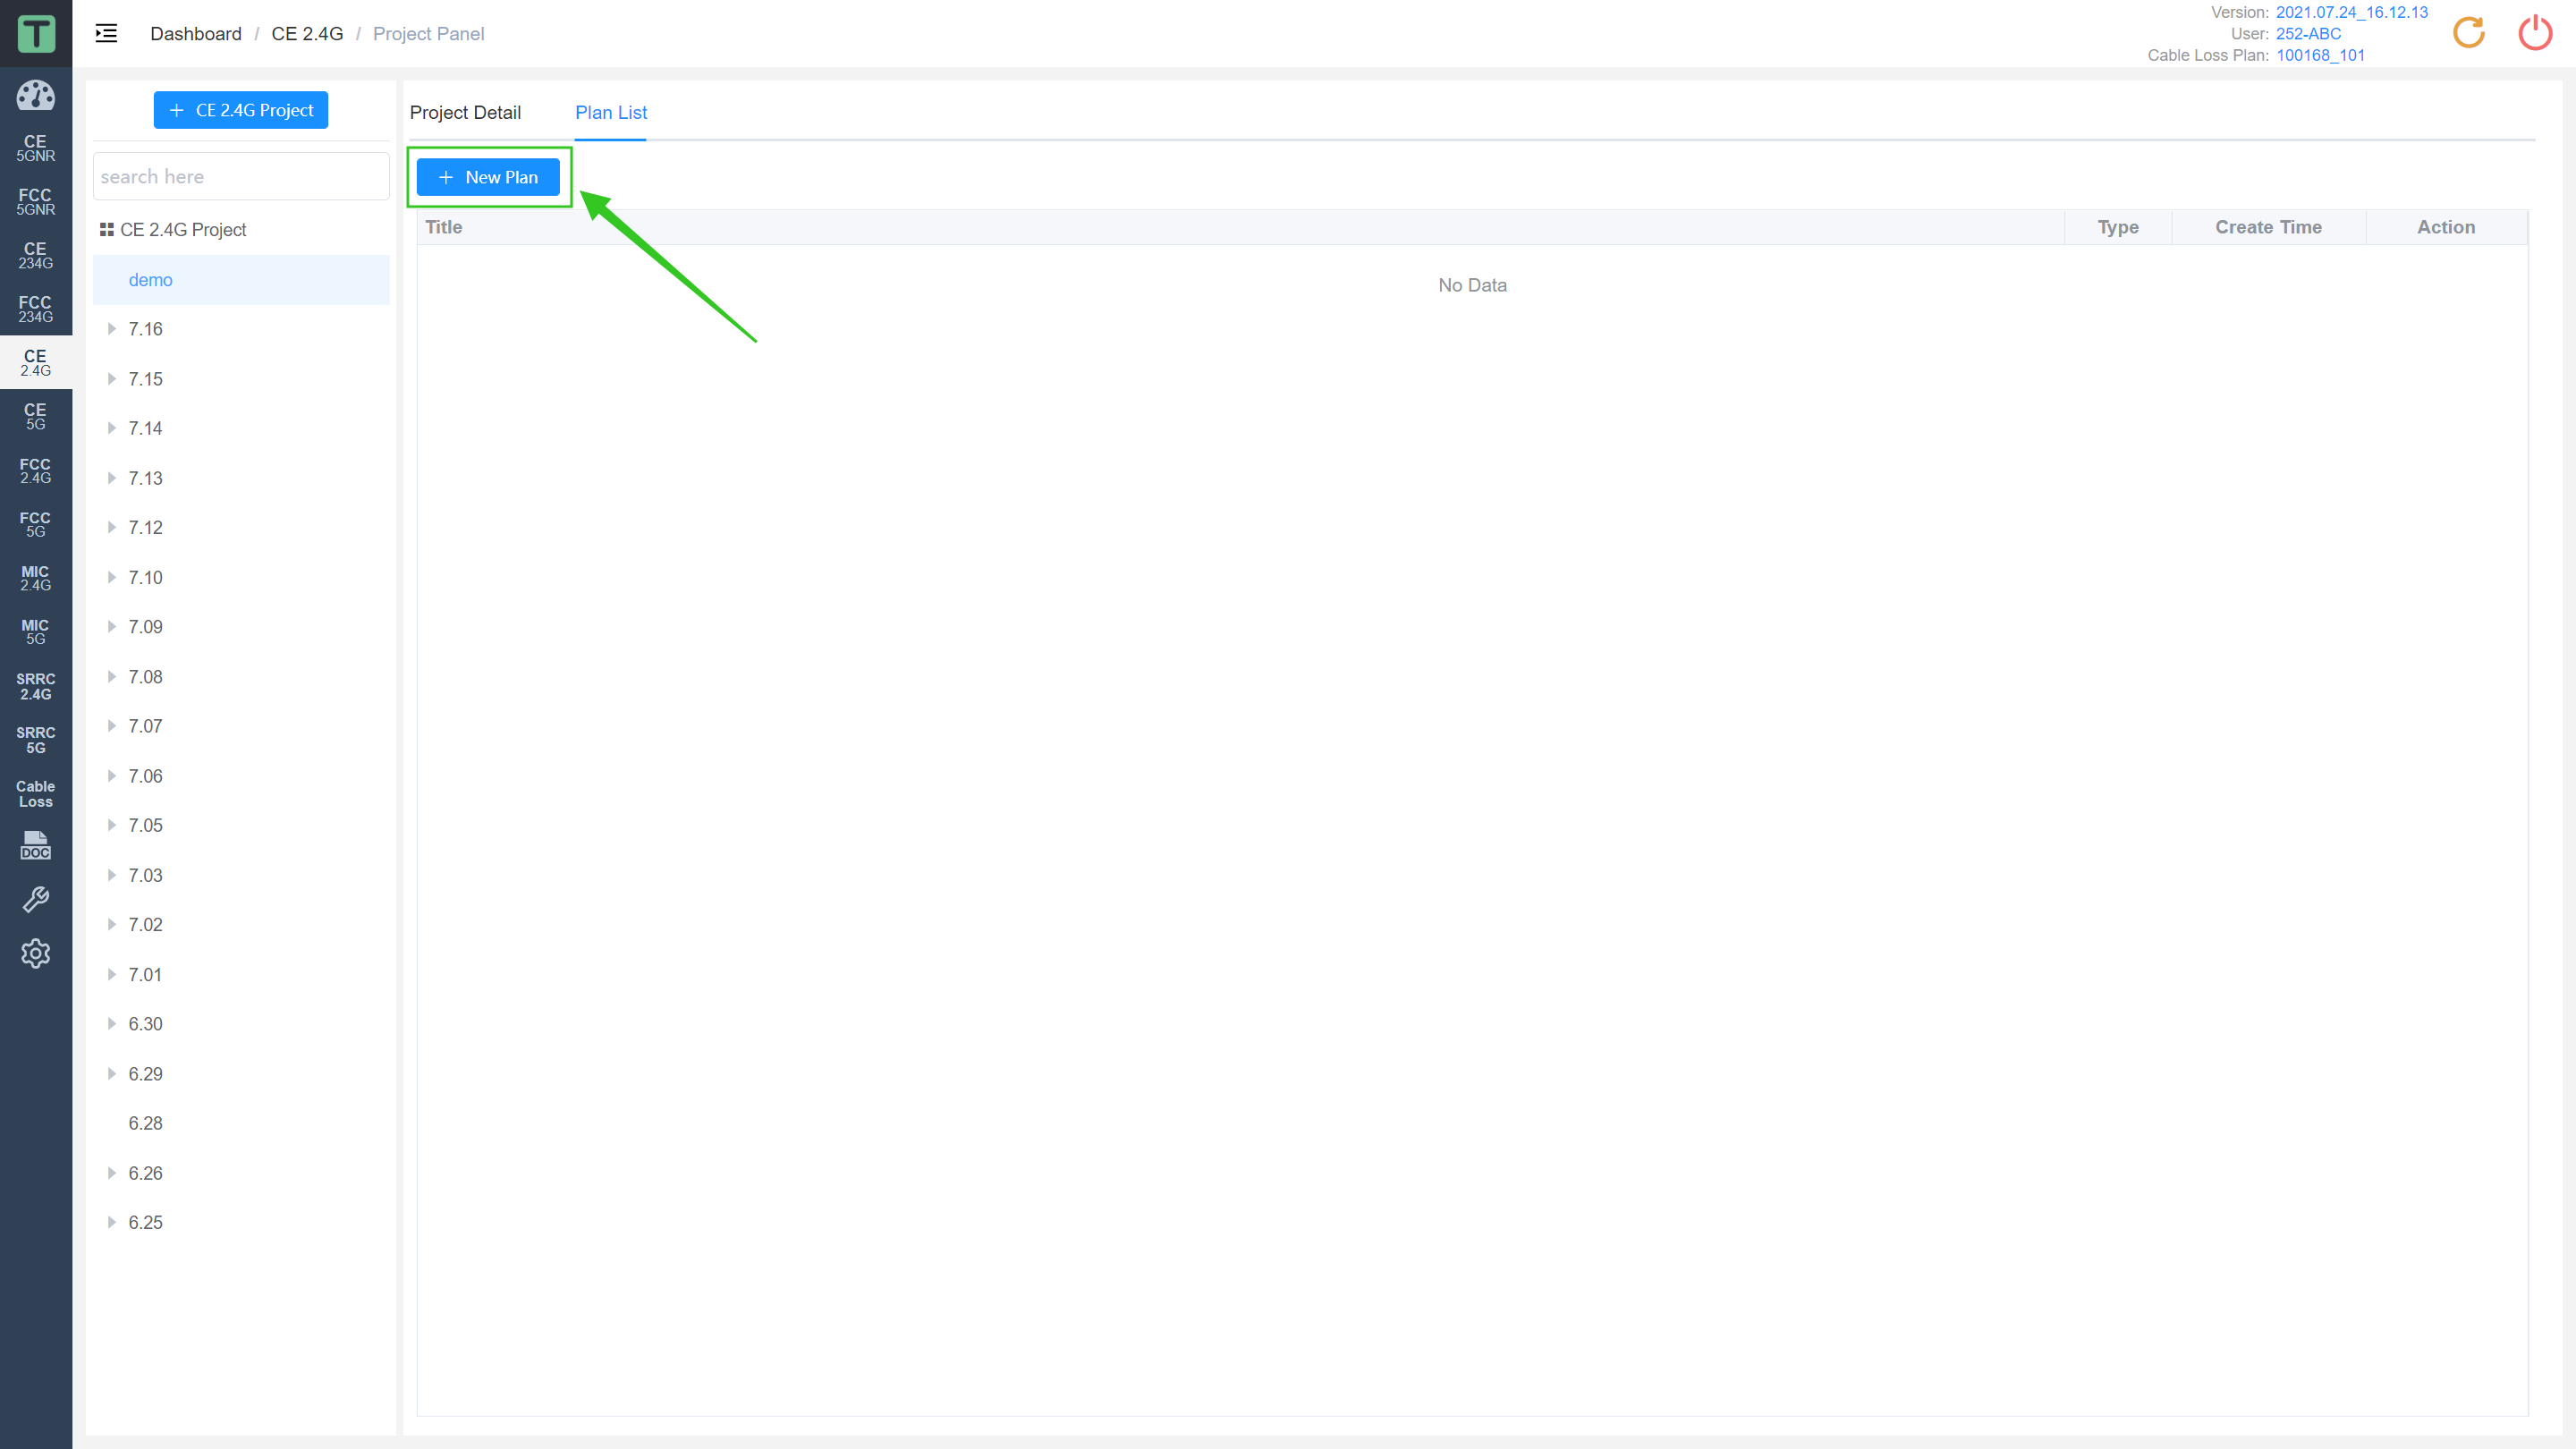 T
Dashboard / CE 2.4G / Project Panel
Version: 2021.07.24_16.12.13
User: 252-ABC
Cable Loss Plan: 100168_101
CE
5GNR
FCC
5GNR
CE
234G
FCC
234G
CE
2.4G
CE
5G
FCC
2.4G
FCC
5G
MIC
2.4G
MIC
5G
SRRC
2.4G
SRRC
5G
Cable
Loss
DOC
+ CE 2.4G Project
search here
CE 2.4G Project
demo
7.16
7.15
7.14
7.13
7.12
7.10
7.09
7.08
7.07
7.06
7.05
7.03
7.02
7.01
6.30
6.29
6.28
6.26
6.25
Project Detail Plan List
+ New Plan
Title Type Create Time Action
No Data